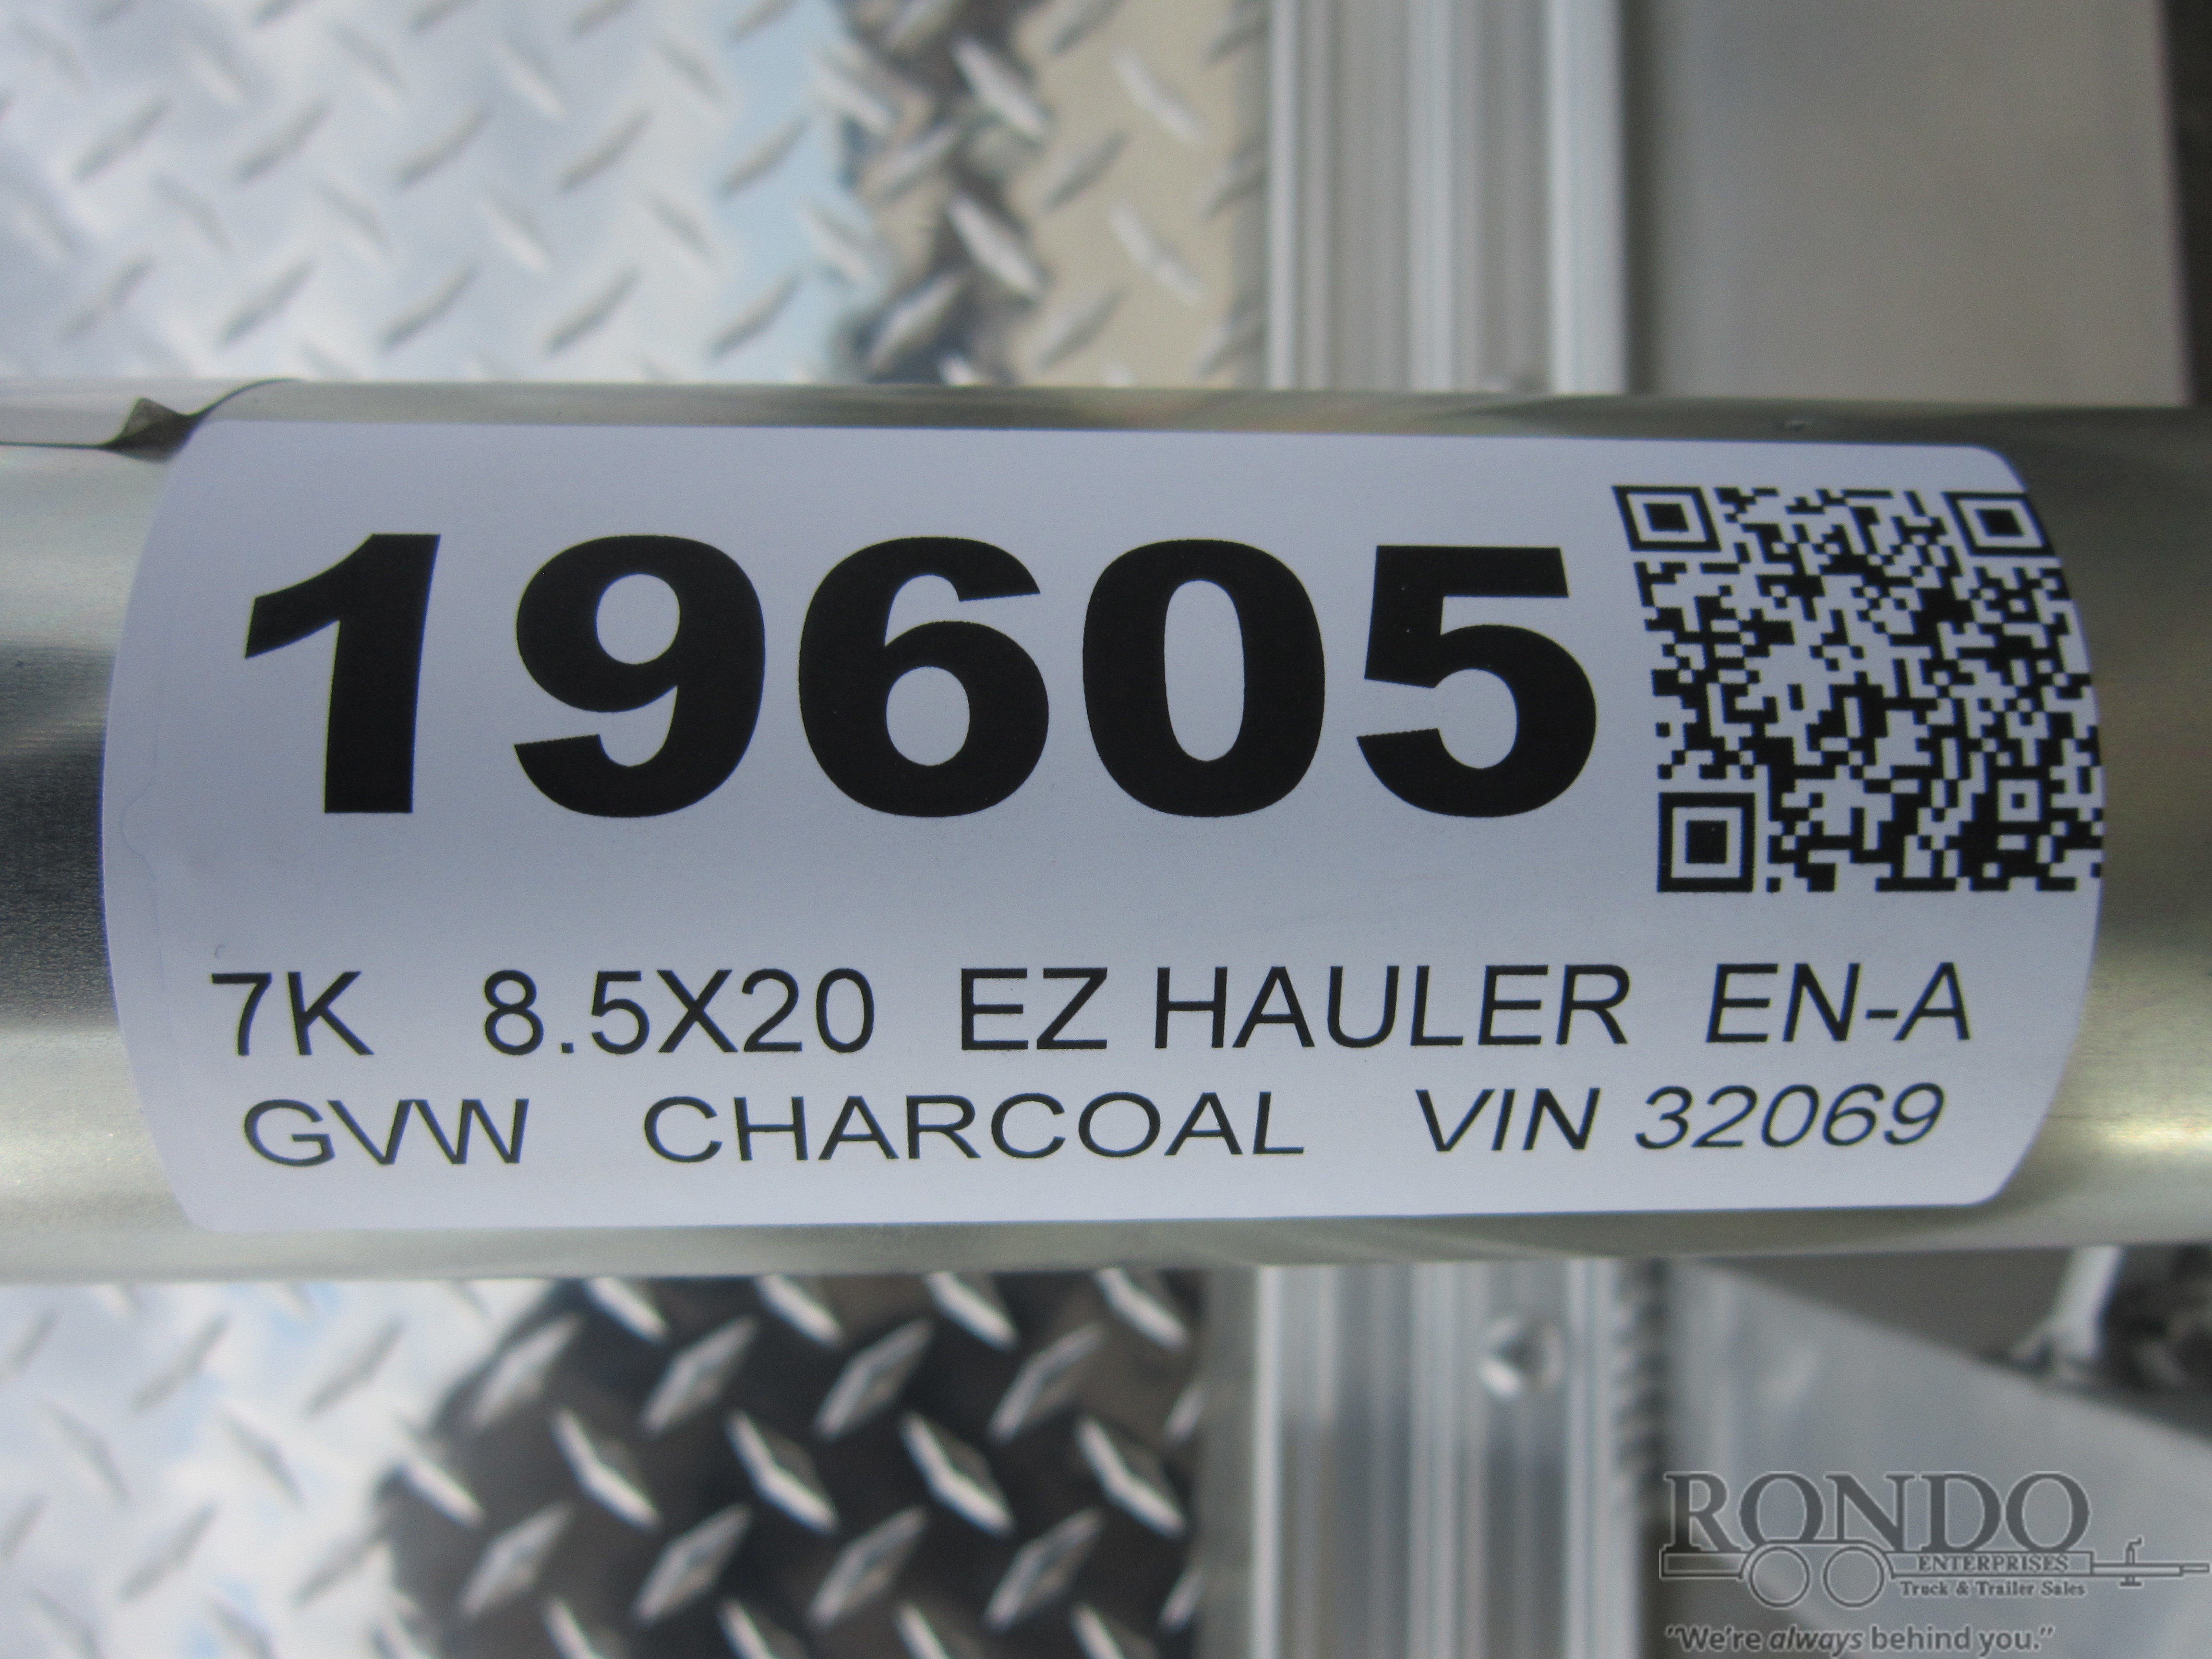 19605
7K 8.5X20 EZ HAULER EN-A
GVW CHARCOAL VIN 32069
RONDO
ENTERPRISES
Truck & Trailer Sales
"We're always behind you."